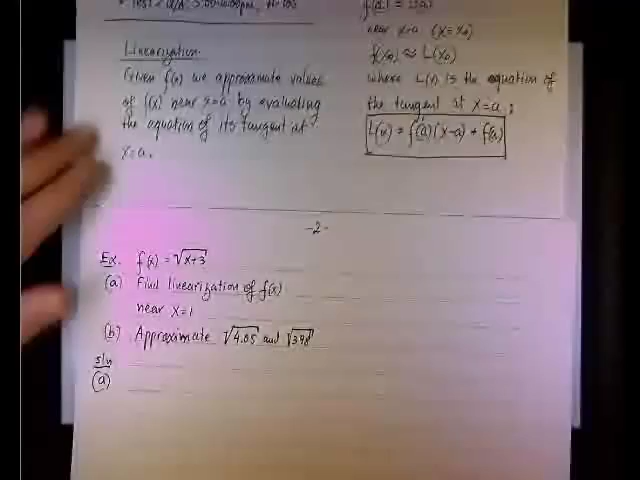 Linearization
Given f(x) we approximate values
of f(x) near x=a by evaluating
the equation of its tangent at
x=a.
near x=a (x=x₀)
f(x₀) ≈ L(x₀)
where L(x) is the equation of
the tangent at x=a;
L(x) = f'(a)(x-a) + f(a)
-2-
Ex. f(x) = √x+3
(a) Find linearization of f(x)
near x=1
(b) Approximate √4.05 and √3.98
sln
(a)